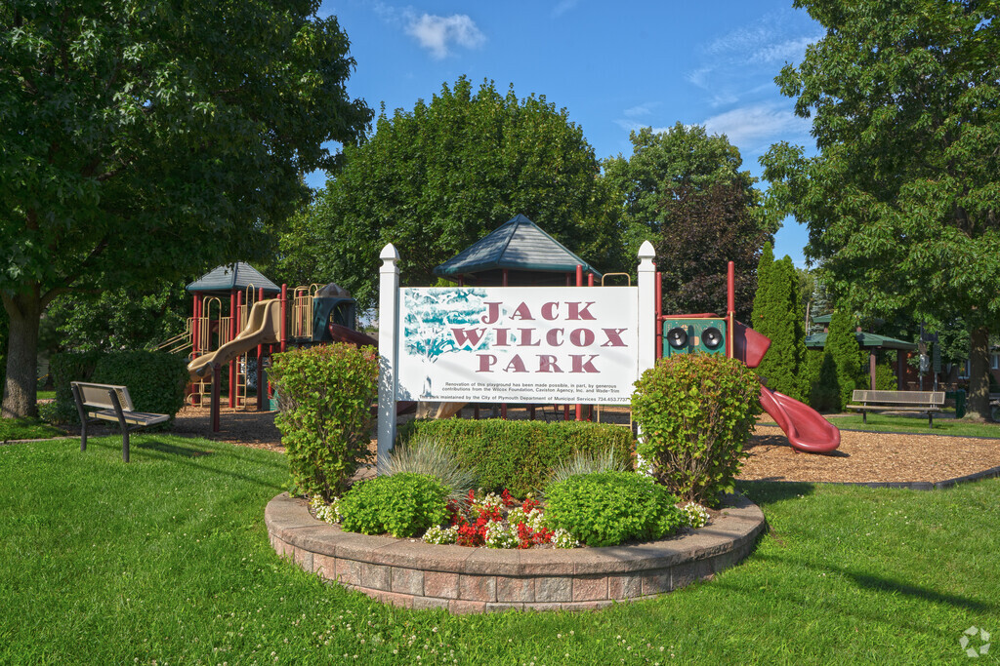 JACK
WILCOX
PARK
Renovation of this playground has been made possible, in part, by generous
contributions from the Wilcox Foundation, Caviston Agency, Inc. and Wade-Trim
Park maintained by the City of Plymouth Department of Municipal Services 734.453.7737